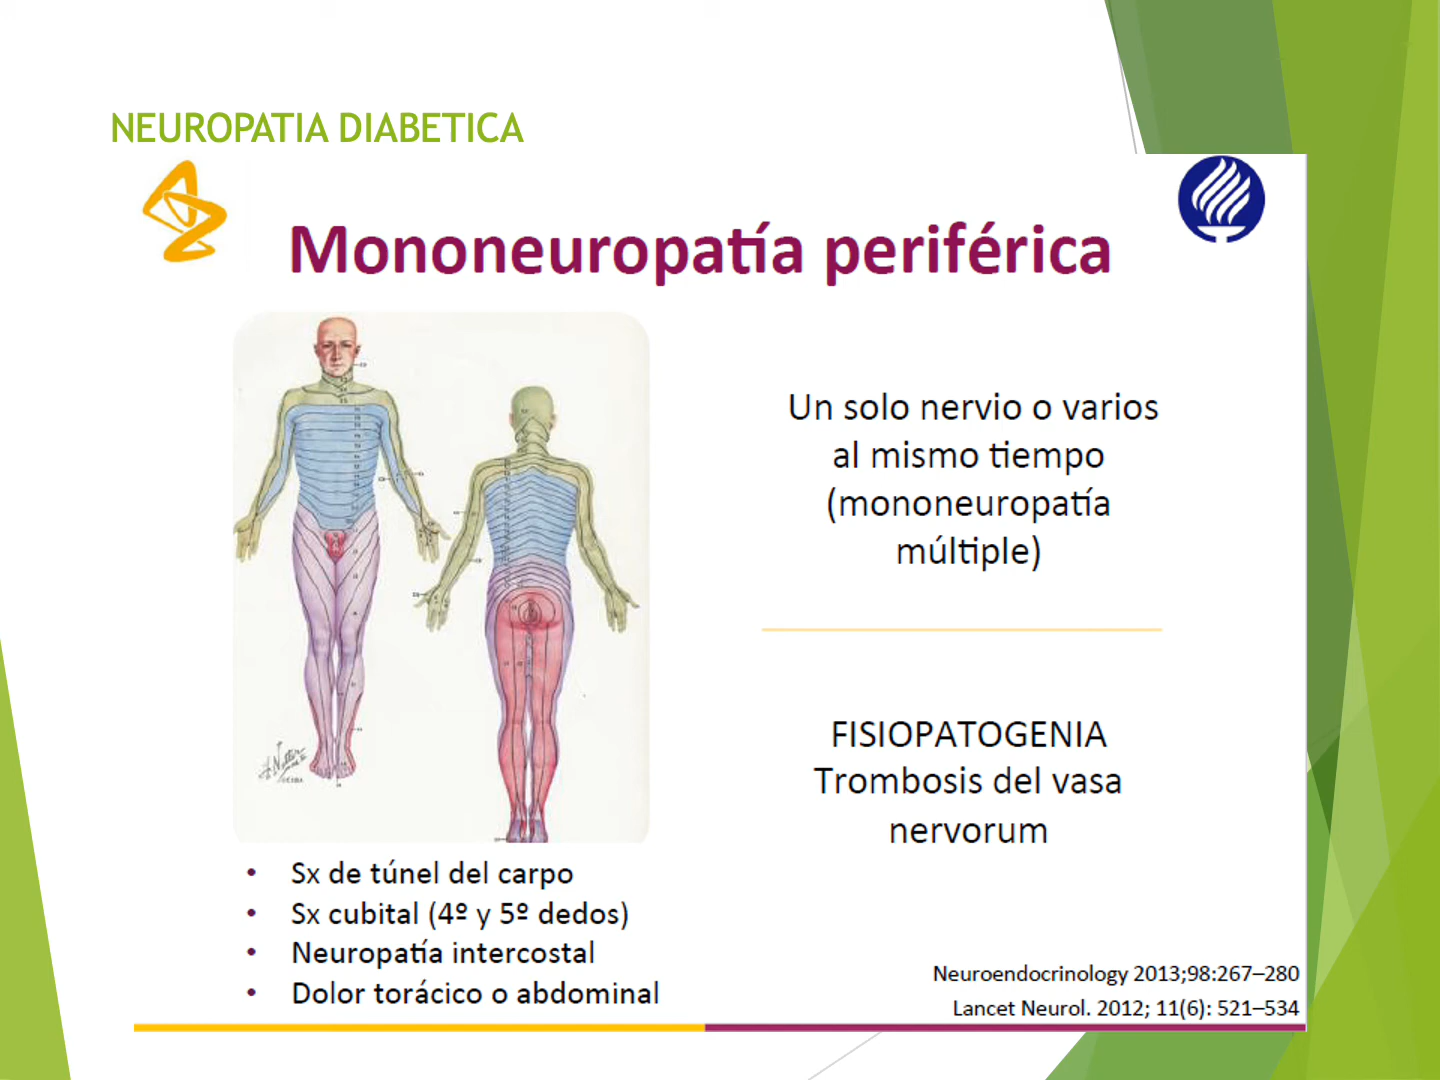 NEUROPATIA DIABETICA
Mononeuropatía periférica
Un solo nervio o varios
al mismo tiempo
(mononeuropatía
múltiple)
FISIOPATOGENIA
Trombosis del vasa
nervorum
• Sx de túnel del carpo
• Sx cubital (4º y 5º dedos)
• Neuropatía intercostal
• Dolor torácico o abdominal
Neuroendocrinology 2013;98:267–280
Lancet Neurol. 2012; 11(6): 521–534